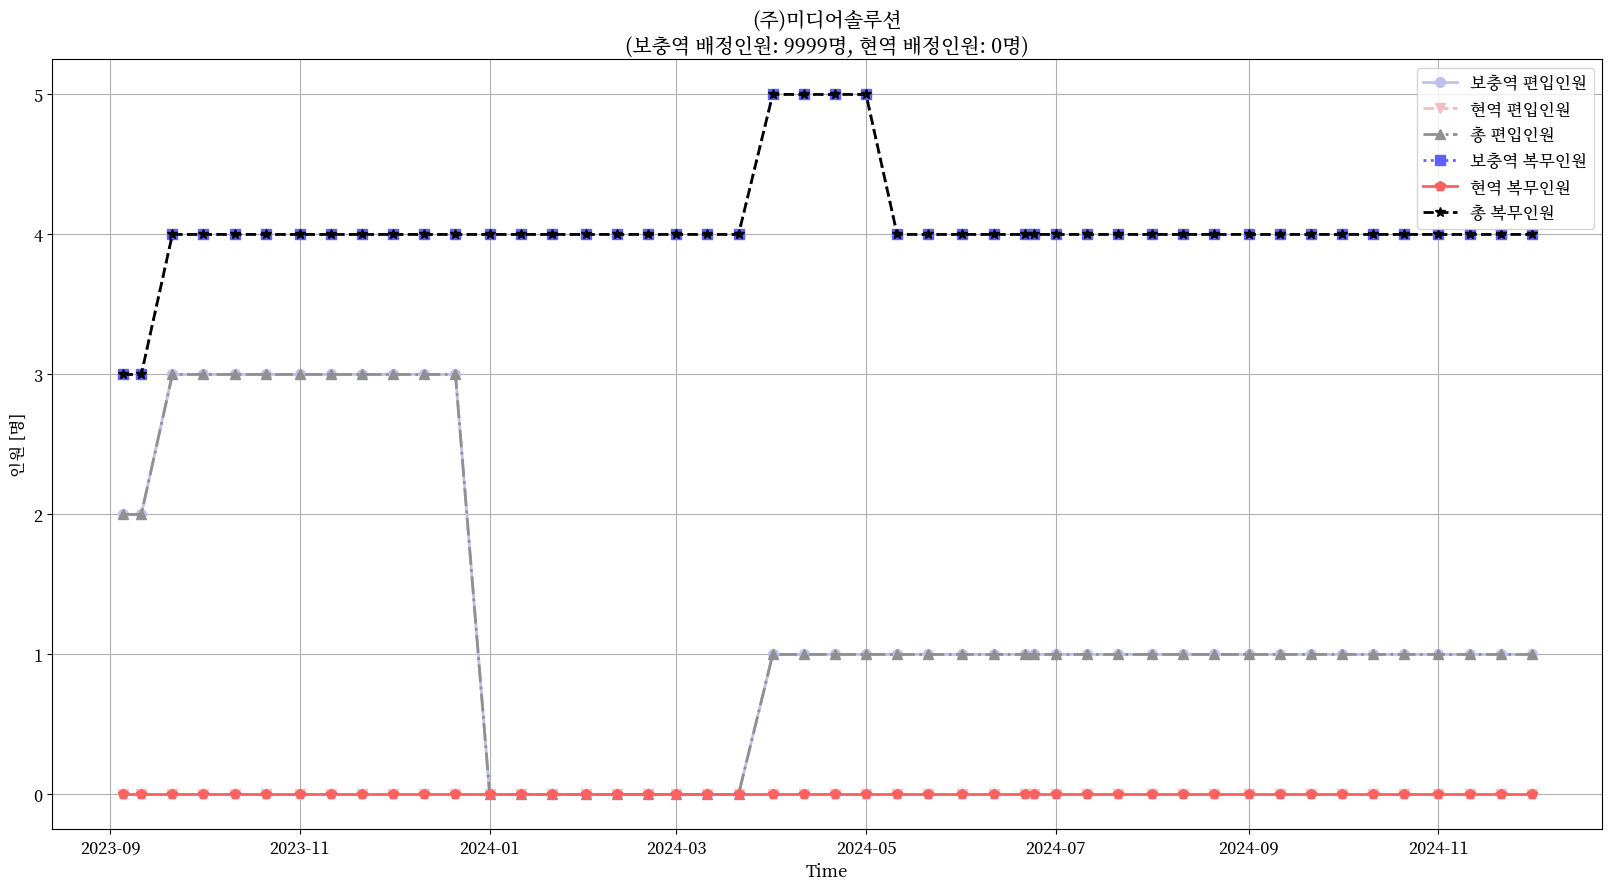 (주)미디어솔루션
(보충역 배정인원: 9999명, 현역 배정인원: 0명)
보충역 편입인원
현역 편입인원
총 편입인원
보충역 복무인원
현역 복무인원
총 복무인원
인원 [명]
5
4
3
2
1
0
2023-09 2023-11 2024-01 2024-03 2024-05 2024-07 2024-09 2024-11
Time